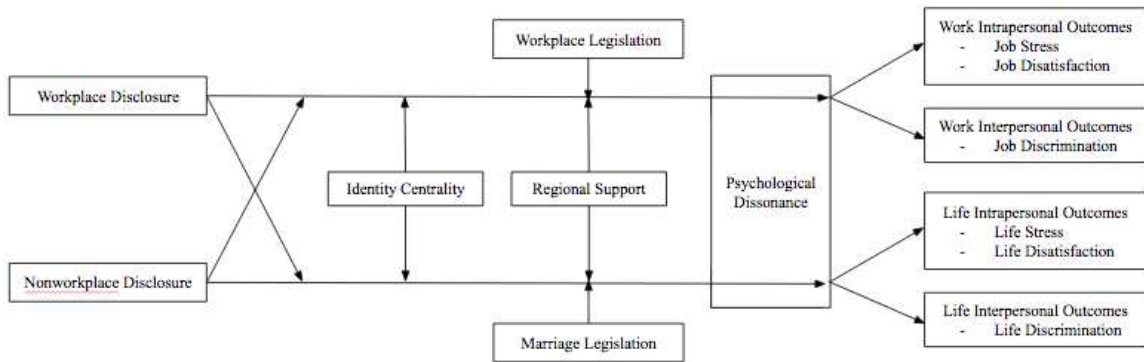 Workplace Disclosure
Nonworkplace Disclosure
Identity Centrality
Workplace Legislation
Regional Support
Marriage Legislation
Psychological
Dissonance
Work Intrapersonal Outcomes
- Job Stress
- Job Disatisfaction
Work Interpersonal Outcomes
- Job Discrimination
Life Intrapersonal Outcomes
- Life Stress
- Life Disatisfaction
Life Interpersonal Outcomes
- Life Discrimination